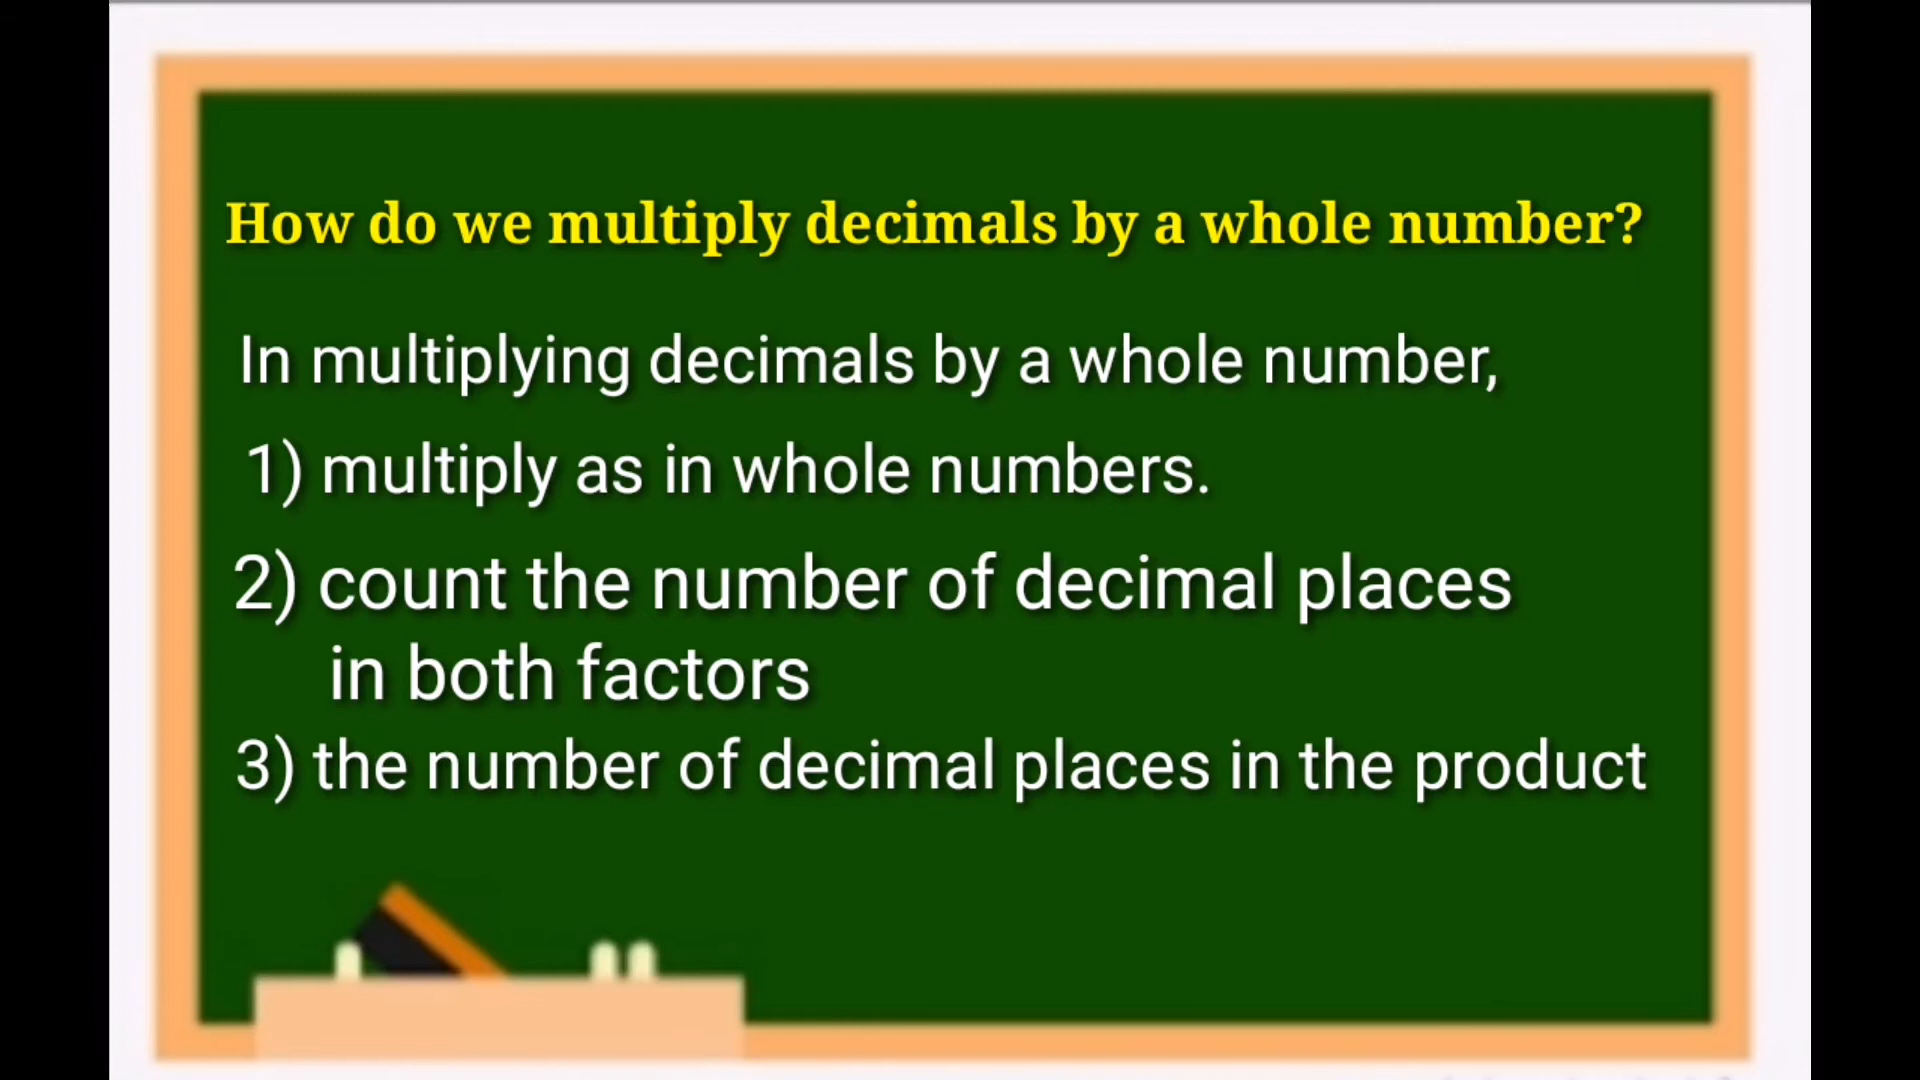 How do we multiply decimals by a whole number?
In multiplying decimals by a whole number,
1) multiply as in whole numbers.
2) count the number of decimal places
in both factors
3) the number of decimal places in the product